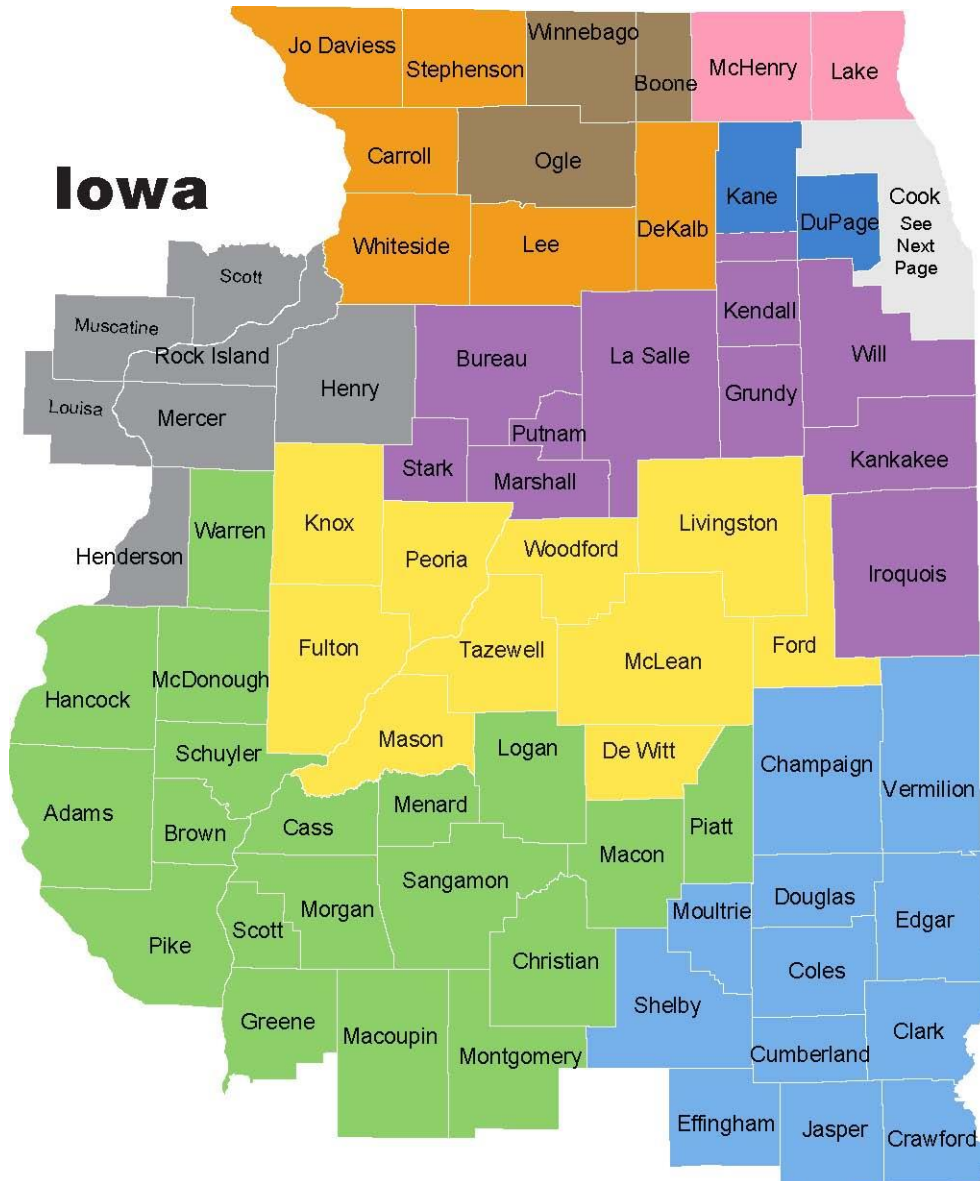 Jo Daviess
Stephenson
Winnebago
Boone
McHenry
Lake
Iowa
Carroll
Ogle
Kane
DuPage
Cook
See
Next
Page
Whiteside
Lee
DeKalb
Scott
Muscatine
Rock Island
Henry
Louisa
Mercer
Bureau
La Salle
Kendall
Will
Grundy
Putnam
Stark
Marshall
Kankakee
Henderson
Warren
Knox
Peoria
Woodford
Livingston
Iroquois
Fulton
Tazewell
McLean
Ford
Hancock
McDonough
Schuyler
Mason
Logan
De Witt
Champaign
Vermilion
Adams
Brown
Cass
Menard
Macon
Piatt
Sangamon
Moultrie
Douglas
Edgar
Pike
Scott
Morgan
Christian
Coles
Shelby
Greene
Macoupin
Montgomery
Cumberland
Clark
Effingham
Jasper
Crawford